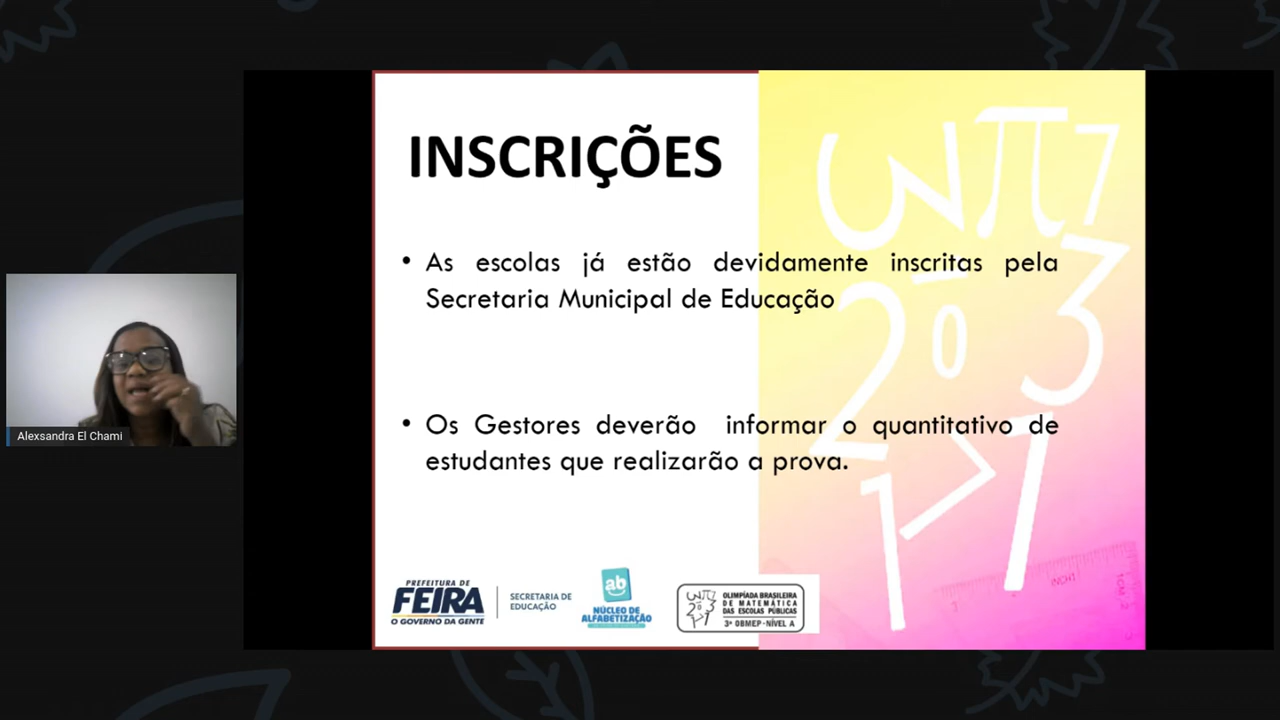 INSCRIÇÕES
• As escolas já estão devidamente inscritas pela
Secretaria Municipal de Educação
• Os Gestores deverão informar o quantitativo de
estudantes que realizarão a prova.
Alexsandra El Chami
PREFEITURA DE
FEIRA
O GOVERNO DA GENTE
SECRETARIA DE
EDUCAÇÃO
ab
NÚCLEO DE
ALFABETIZAÇÃO
OLIMPÍADA BRASILEIRA
DE MATEMÁTICA
DAS ESCOLAS PÚBLICAS
3ª OBMEP - NÍVEL A